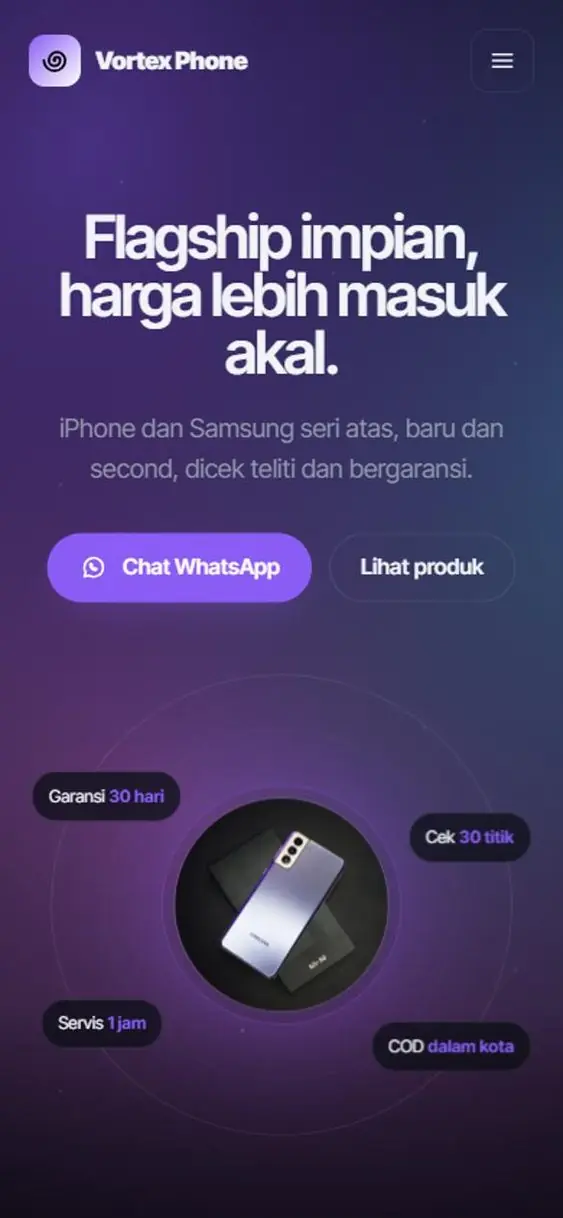 Vortex Phone
Flagship impian,
harga lebih masuk
akal.
iPhone dan Samsung seri atas, baru dan
second, dicek teliti dan bergaransi.
Chat WhatsApp
Lihat produk
Garansi 30 hari
Cek 30 titik
Servis 1 jam
COD dalam kota